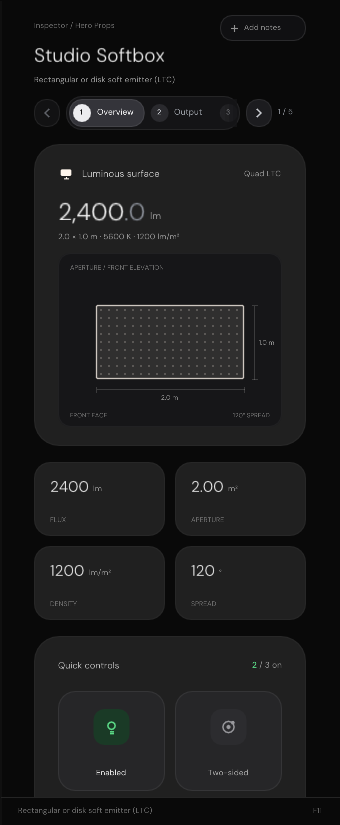 Inspector / Hero Props
Add notes
Studio Softbox
Rectangular or disk soft emitter (LTC)
1 Overview 2 Output 3
1 / 5
Luminous surface Quad LTC
2,400.0 lm
2.0 × 1.0 m · 5600 K · 1200 lm/m²
APERTURE / FRONT ELEVATION
1.0 m
2.0 m
FRONT FACE 120° SPREAD
2400 lm
FLUX
2.00 m²
APERTURE
1200 lm/m²
DENSITY
120 °
SPREAD
Quick controls 2 / 3 on
Enabled Two-sided
Rectangular or disk soft emitter (LTC)